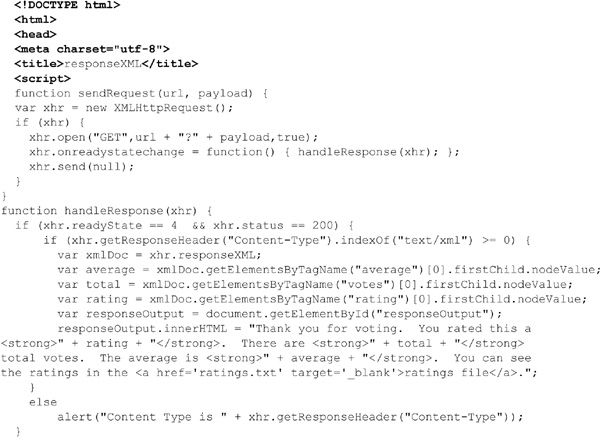 <!DOCTYPE html>
<html>
<head>
<meta charset="utf-8">
<title>responseXML</title>
<script>
function sendRequest(url, payload) {
var xhr = new XMLHttpRequest();
if (xhr) {
xhr.open("GET",url + "?" + payload,true);
xhr.onreadystatechange = function() { handleResponse(xhr); };
xhr.send(null);
}
}
function handleResponse(xhr) {
if (xhr.readyState == 4  && xhr.status == 200) {
if (xhr.getResponseHeader("Content-Type").indexOf("text/xml") >= 0) {
var xmlDoc = xhr.responseXML;
var average = xmlDoc.getElementsByTagName("average")[0].firstChild.nodeValue;
var total = xmlDoc.getElementsByTagName("votes")[0].firstChild.nodeValue;
var rating = xmlDoc.getElementsByTagName("rating")[0].firstChild.nodeValue;
var responseOutput = document.getElementById("responseOutput");
responseOutput.innerHTML = "Thank you for voting.  You rated this a
<strong>" + rating + "</strong>.  There are <strong>" + total + "</strong>
total votes.  The average is <strong>" + average + "</strong>.  You can see
the ratings in the <a href='ratings.txt' target='_blank'>ratings file</a>.";
}
else
alert("Content Type is " + xhr.getResponseHeader("Content-Type"));
}